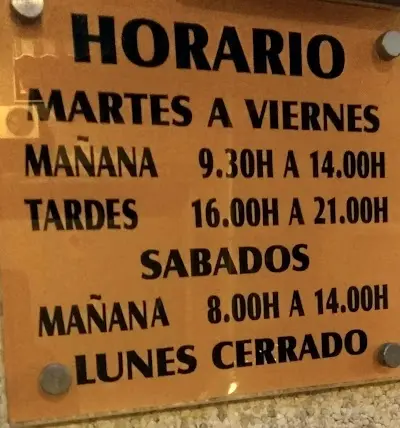 HORARIO
MARTES A VIERNES
MAÑANA 9.30H A 14.00H
TARDES 16.00H A 21.00H
SABADOS
MAÑANA 8.00H A 14.00H
LUNES CERRADO